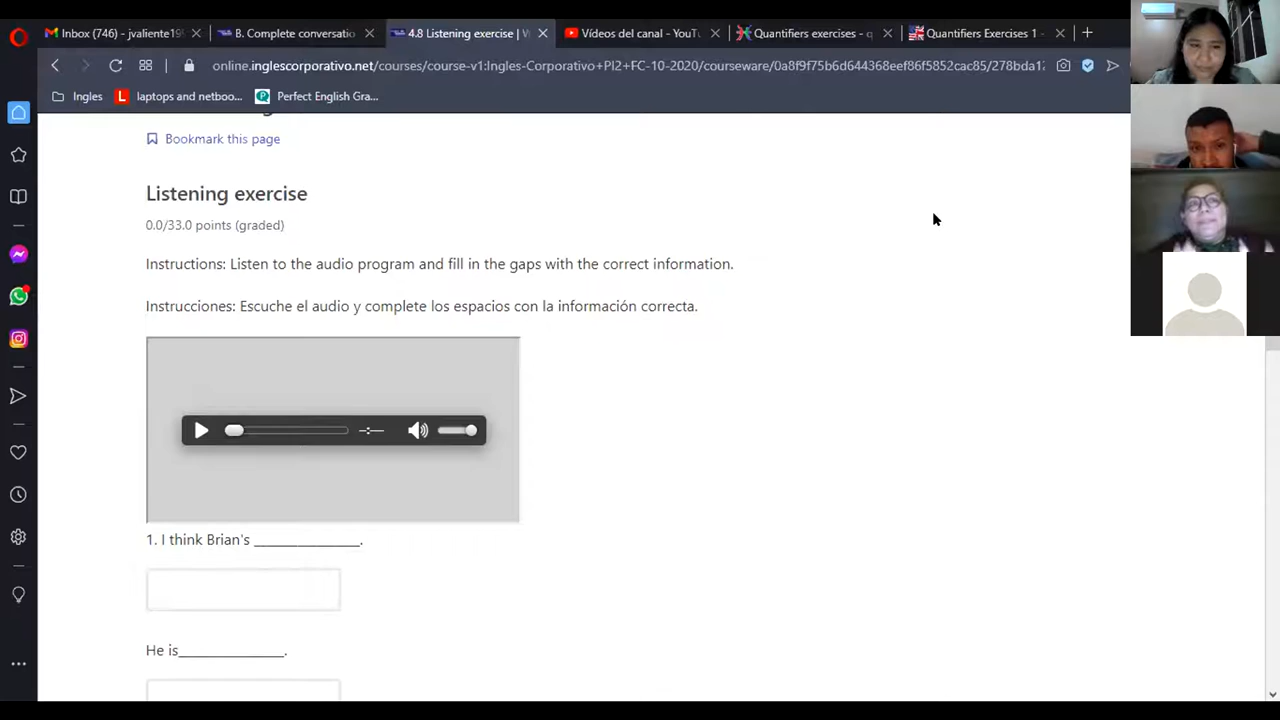 Inbox (746) - jvaliente19
B. Complete conversatio
4.8 Listening exercise |
Vídeos del canal - YouTu
Quantifiers exercises - q
Quantifiers Exercises 1 -
online.inglescorporativo.net/courses/course-v1:Ingles-Corporativo+PI2+FC-10-2020/courseware/0a8f9f75b6d644368eef86f5852cac85/278bda12
Ingles
L laptops and netboo...
Perfect English Gra...
Bookmark this page
Listening exercise
0.0/33.0 points (graded)
Instructions: Listen to the audio program and fill in the gaps with the correct information.
Instrucciones: Escuche el audio y complete los espacios con la información correcta.
1. I think Brian's _______________.
He is_______________.